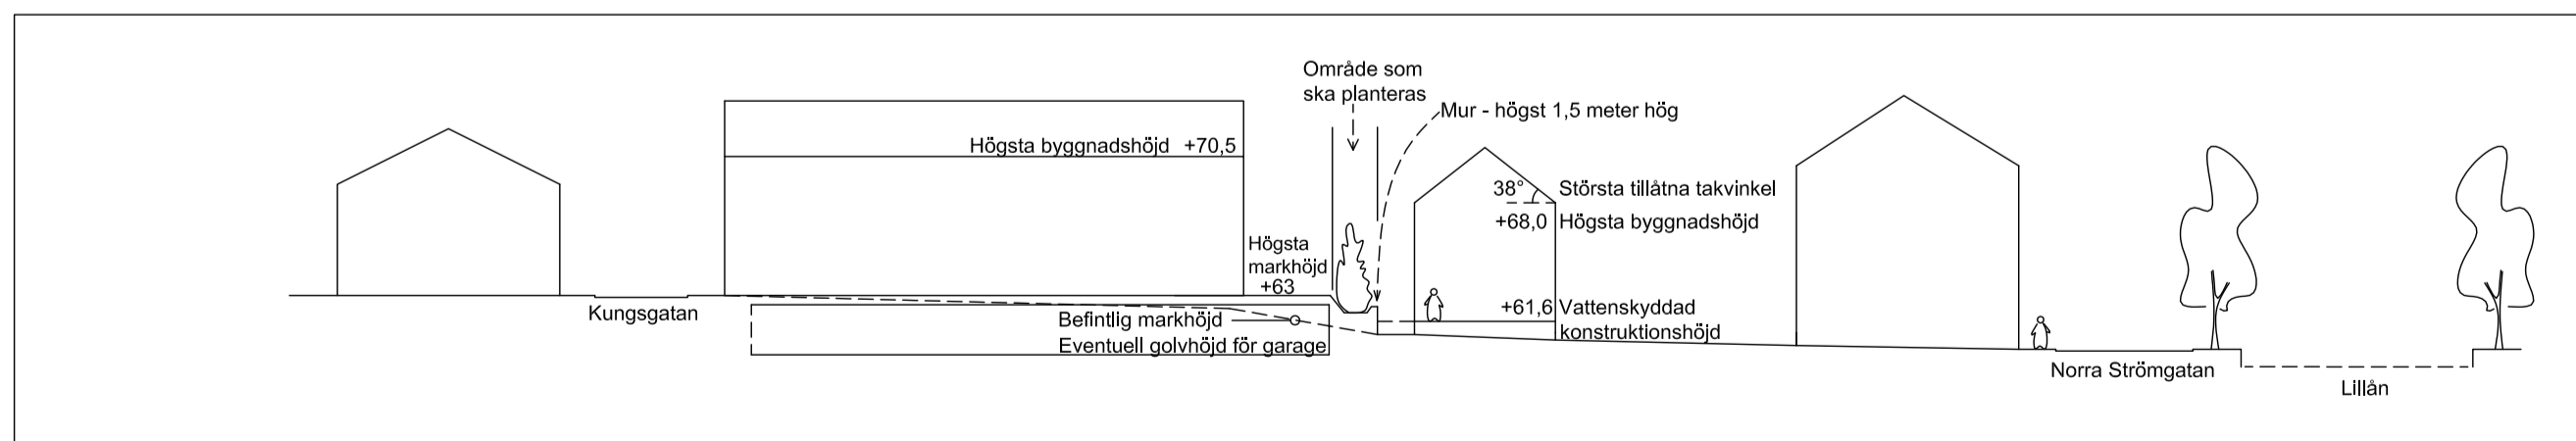 Område som
ska planteras
Mur - högst 1,5 meter hög
Högsta byggnadshöjd +70,5
38° Största tillåtna takvinkel
+68,0 Högsta byggnadshöjd
Högsta
markhöjd
+63
Kungsgatan
Befintlig markhöjd
Eventuell golvhöjd för garage
+61,6 Vattenskyddad
konstruktionshöjd
Norra Strömgatan
Lillån